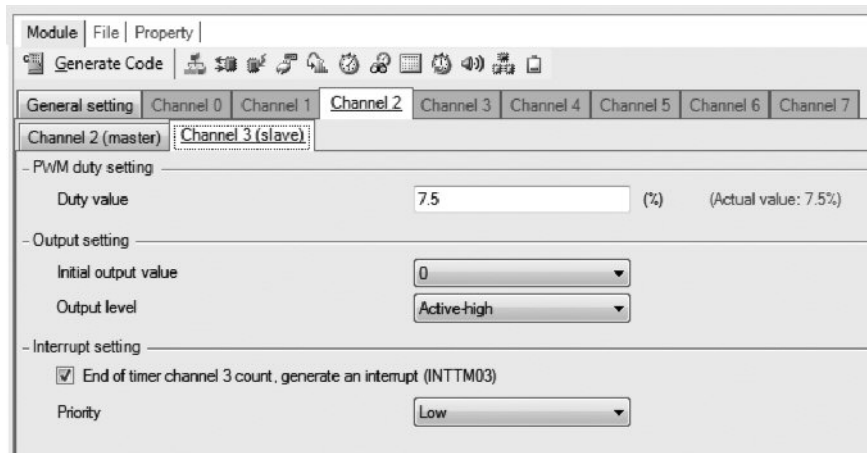 Module File Property
Generate Code
General setting Channel 0 Channel 1 Channel 2 Channel 3 Channel 4 Channel 5 Channel 6 Channel 7
Channel 2 (master) Channel 3 (slave)
PWM duty setting
Duty value 7.5 (%) (Actual value: 7.5%)
Output setting
Initial output value 0
Output level Active-high
Interrupt setting
End of timer channel 3 count, generate an interrupt (INTTM03)
Priority Low